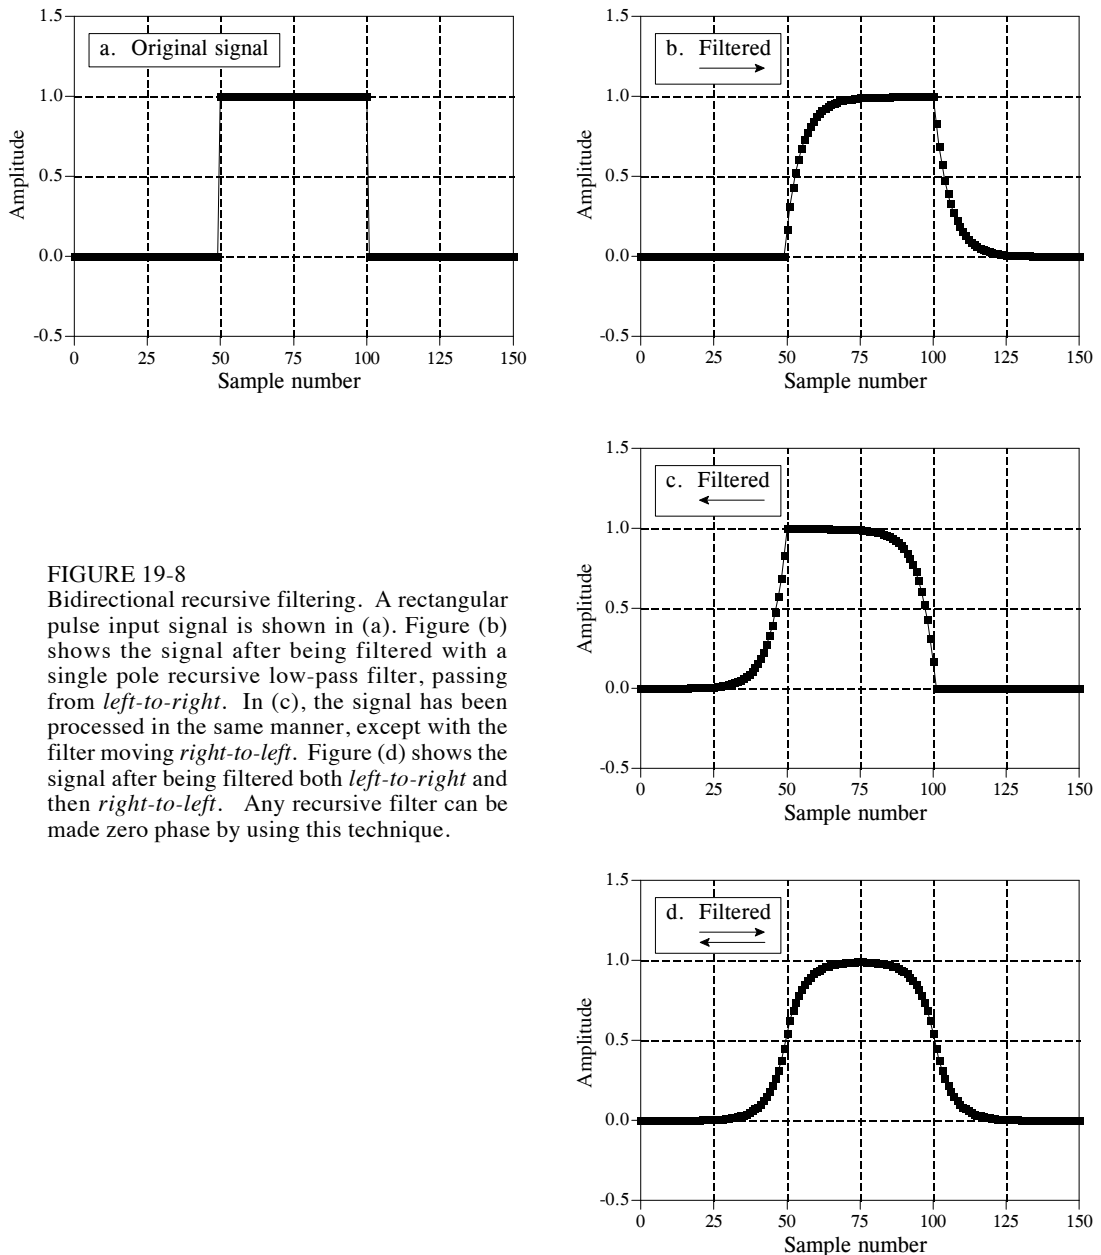 a. Original signal
1.5
1.0
0.5
0.0
-0.5
Amplitude
0 25 50 75 100 125 150
Sample number
b. Filtered
1.5
1.0
0.5
0.0
-0.5
Amplitude
0 25 50 75 100 125 150
Sample number
c. Filtered
1.5
1.0
0.5
0.0
-0.5
Amplitude
0 25 50 75 100 125 150
Sample number
FIGURE 19-8
Bidirectional recursive filtering. A rectangular
pulse input signal is shown in (a). Figure (b)
shows the signal after being filtered with a
single pole recursive low-pass filter, passing
from left-to-right. In (c), the signal has been
processed in the same manner, except with the
filter moving right-to-left. Figure (d) shows the
signal after being filtered both left-to-right and
then right-to-left. Any recursive filter can be
made zero phase by using this technique.
d. Filtered
1.5
1.0
0.5
0.0
-0.5
Amplitude
0 25 50 75 100 125 150
Sample number